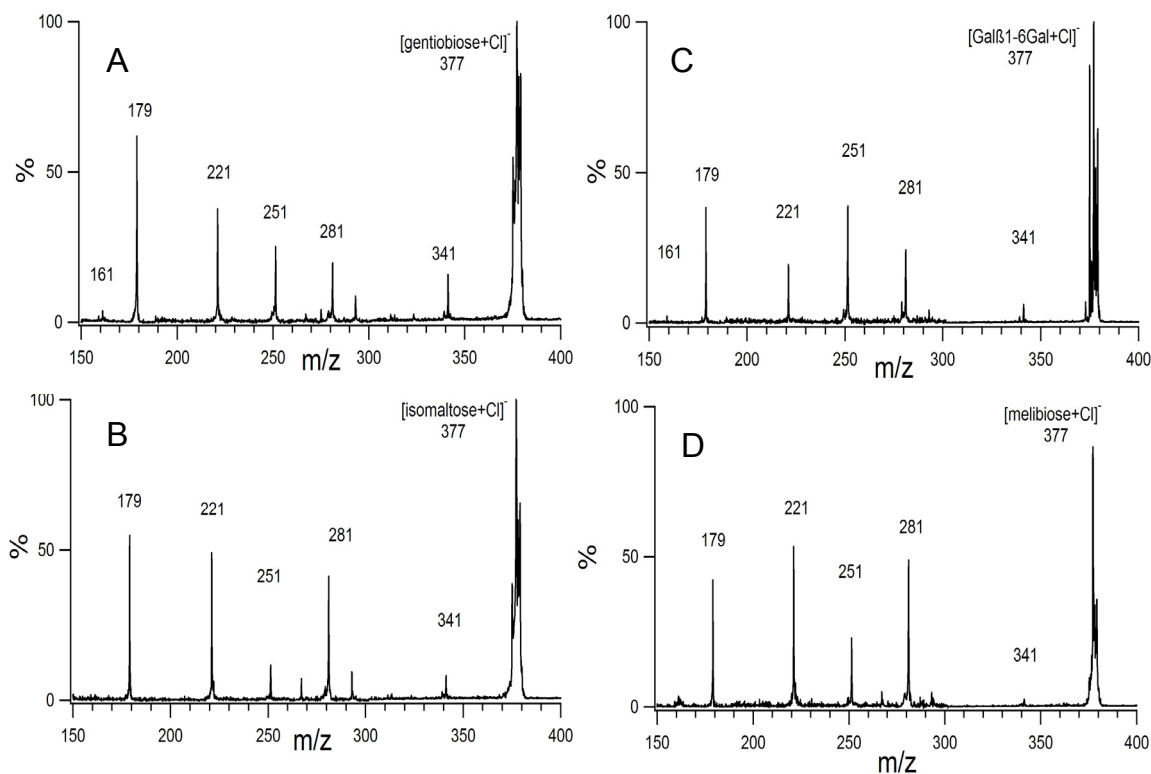 A
[gentiobiose+Cl]-
377
179
221
251
281
341
161
100
50
0
%
150 200 250 300 350 400
m/z
C
[Galß1-6Gal+Cl]-
377
251
281
179
221
341
161
100
50
0
%
150 200 250 300 350 400
m/z
B
[isomaltose+Cl]-
377
179
221
281
251
341
100
50
0
%
150 200 250 300 350 400
m/z
D
[melibiose+Cl]-
377
221
281
179
251
341
100
50
0
%
150 200 250 300 350 400
m/z